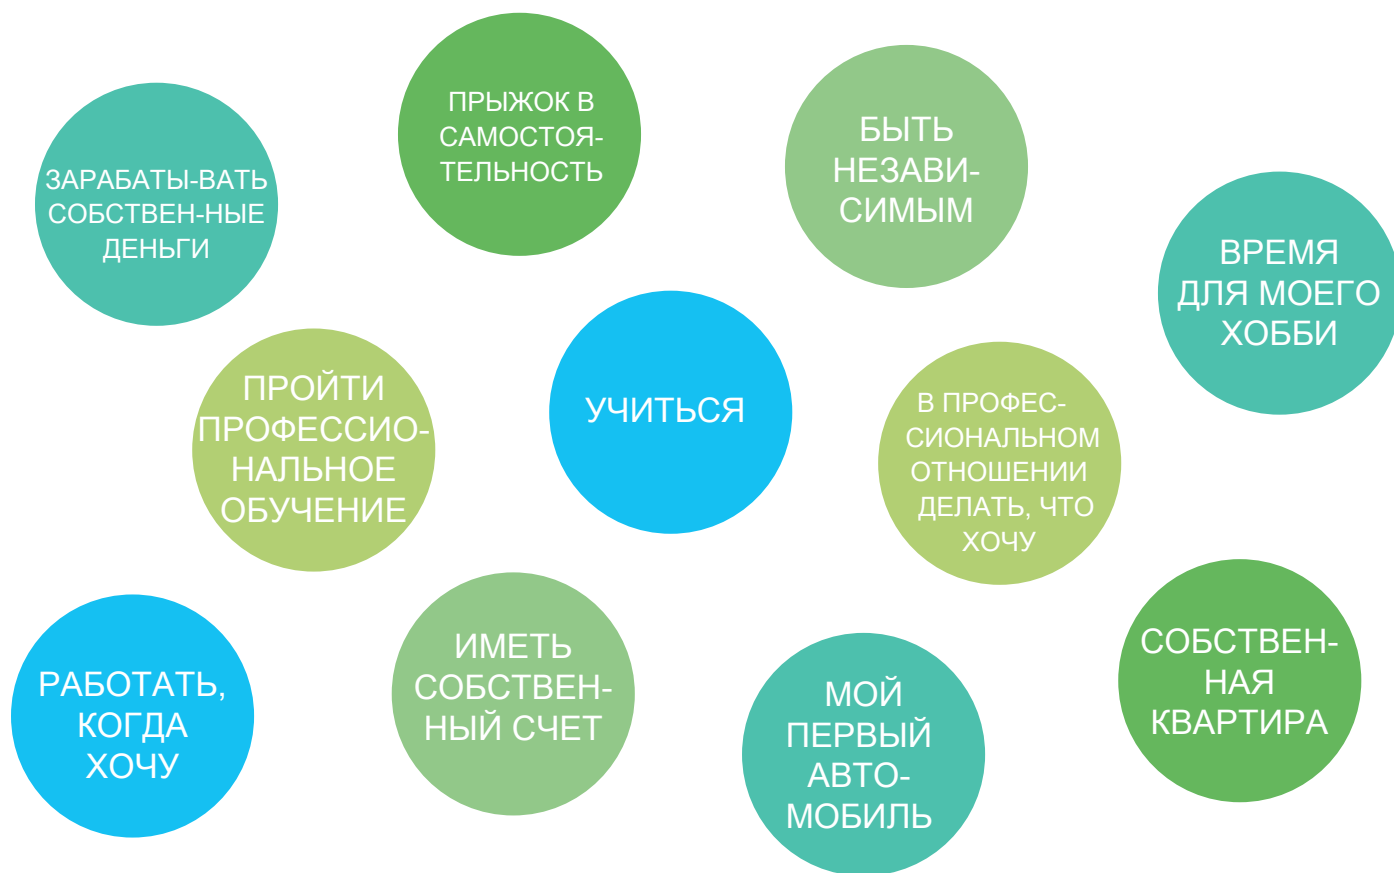 ПРЫЖОК В
САМОСТОЯ-
ТЕЛЬНОСТЬ
БЫТЬ
НЕЗАВИ-
СИМЫМ
ЗАРАБАТЫ-ВАТЬ
СОБСТВЕН-НЫЕ
ДЕНЬГИ
ВРЕМЯ
ДЛЯ МОЕГО
ХОББИ
ПРОЙТИ
ПРОФЕССИО-
НАЛЬНОЕ
ОБУЧЕНИЕ
УЧИТЬСЯ
В ПРОФЕС-
СИОНАЛЬНОМ
ОТНОШЕНИИ
ДЕЛАТЬ, ЧТО
ХОЧУ
РАБОТАТЬ,
КОГДА
ХОЧУ
ИМЕТЬ
СОБСТВЕН-
НЫЙ СЧЕТ
МОЙ
ПЕРВЫЙ
АВТО-
МОБИЛЬ
СОБСТВЕН-
НАЯ
КВАРТИРА